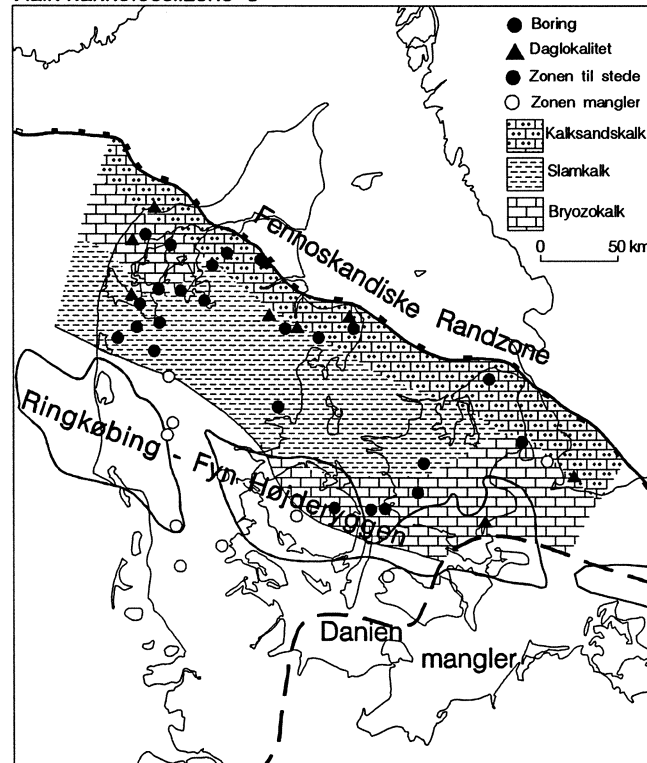 Boring
Daglokalitet
Zonen til stede
Zonen mangler
Kalksandskalk
Slamkalk
Bryozokalk
0 50 km
Fennoskandiske Randzone
Ringkøbing - Fyn Højderyggen
Danien
mangler